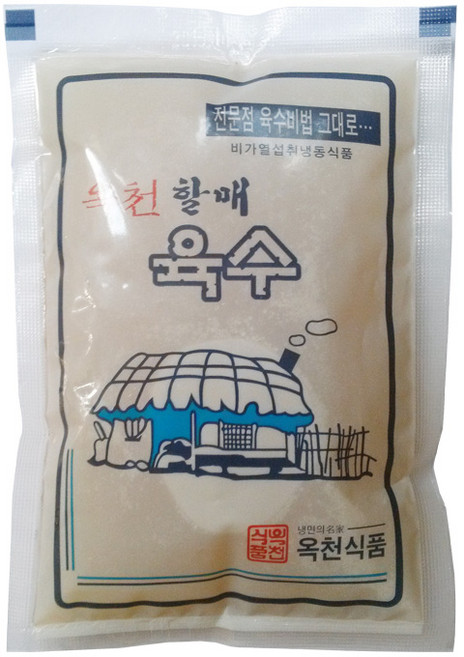 전문점 육수비법 그대로…
비가열섭취냉동식품
옥천 할매
육수
옥천
식품
냉면의名家
옥천식품